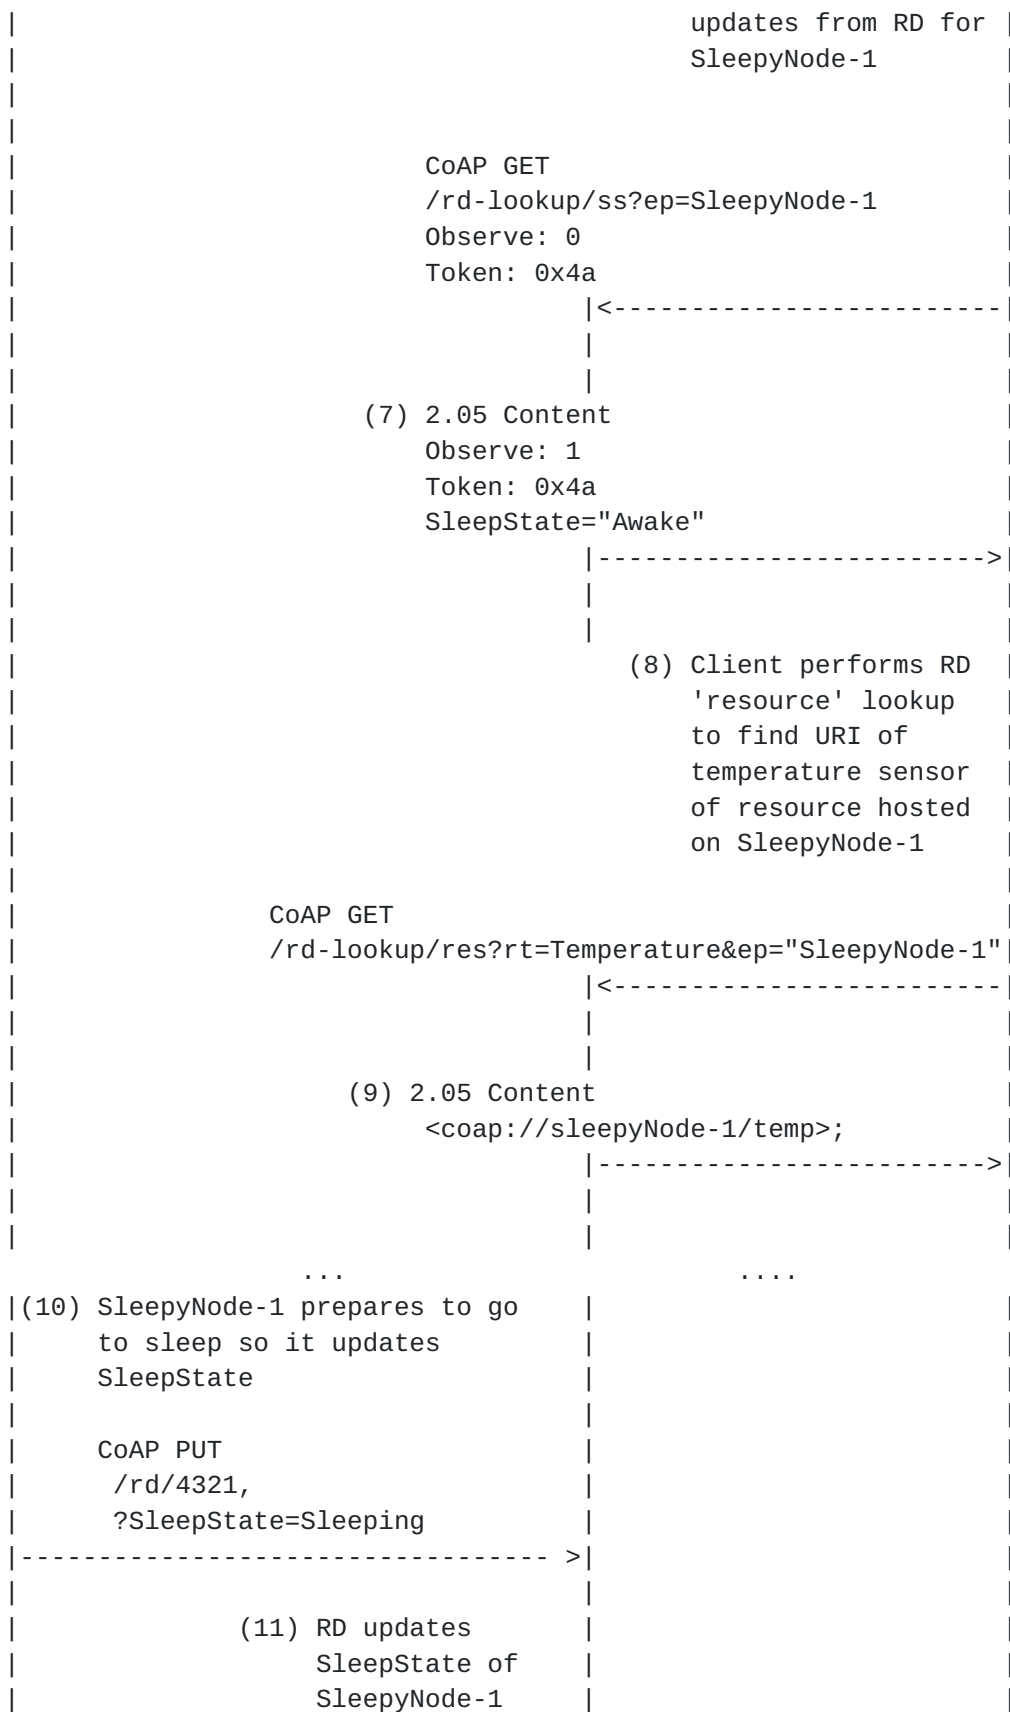 |                                           updates from RD for |
|                                           SleepyNode-1        |
|                                                               |
|                                                               |
|                          CoAP GET                             |
|                          /rd-lookup/ss?ep=SleepyNode-1        |
|                          Observe: 0                           |
|                          Token: 0x4a                          |
|                                    |<-------------------------|
|                                    |                          |
|                                    |                          |
|                      (7) 2.05 Content                         |
|                          Observe: 1                           |
|                          Token: 0x4a                          |
|                          SleepState="Awake"                   |
|                                    |------------------------->|
|                                    |                          |
|                                    |                          |
|                                       (8) Client performs RD  |
|                                           'resource' lookup   |
|                                           to find URI of      |
|                                           temperature sensor  |
|                                           of resource hosted  |
|                                           on SleepyNode-1     |
|                                                               |
|                CoAP GET                                       |
|                /rd-lookup/res?rt=Temperature&ep="SleepyNode-1"|
|                                    |<-------------------------|
|                                    |                          |
|                                    |                          |
|                     (9) 2.05 Content                          |
|                          <coap://sleepyNode-1/temp>;          |
|                                    |------------------------->|
|                                    |                          |
|                                    |                          |
                   ...                         ....
|(10) SleepyNode-1 prepares to go    |                          |
|     to sleep so it updates         |                          |
|     SleepState                     |                          |
|                                    |                          |
|     CoAP PUT                       |                          |
|      /rd/4321,                     |                          |
|      ?SleepState=Sleeping          |                          |
|---------------------------------- >|                          |
|                                    |                          |
|              (11) RD updates       |                          |
|                   SleepState of    |                          |
|                   SleepyNode-1     |                          |